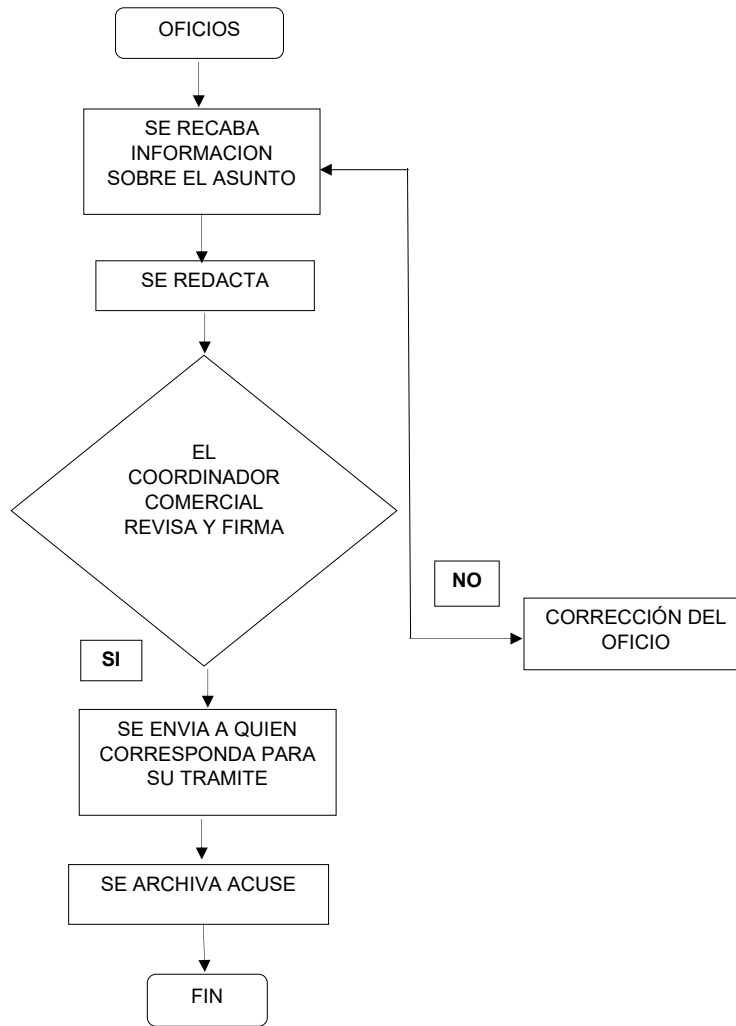 OFICIOS
SE RECABA
INFORMACION
SOBRE EL ASUNTO
SE REDACTA
EL
COORDINADOR
COMERCIAL
REVISA Y FIRMA
NO
CORRECCIÓN DEL
OFICIO
SI
SE ENVIA A QUIEN
CORRESPONDA PARA
SU TRAMITE
SE ARCHIVA ACUSE
FIN